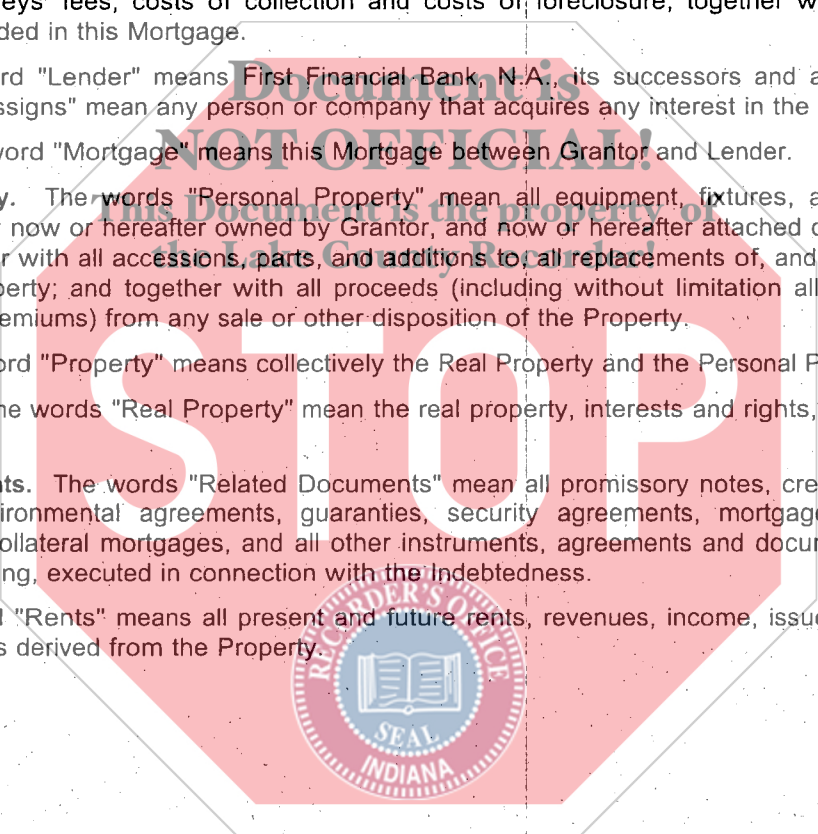 eys' fees, costs of collection and costs of foreclosure, together w
ded in this Mortgage.
rd "Lender" means First Financial Bank, N.A., its successors and a
ssigns" mean any person or company that acquires any interest in the
word "Mortgage" means this Mortgage between Grantor and Lender.
y. The words "Personal Property" mean all equipment, fixtures, a
now or hereafter owned by Grantor, and now or hereafter attached o
r with all accessions, parts, and additions to, all replacements of, and
perty; and together with all proceeds (including without limitation all
emiums) from any sale or other disposition of the Property.
ord "Property" means collectively the Real Property and the Personal P
he words "Real Property" mean the real property, interests and rights,
nts. The words "Related Documents" mean all promissory notes, cre
vironmental agreements, guaranties, security agreements, mortgag
ollateral mortgages, and all other instruments, agreements and docu
ing, executed in connection with the Indebtedness.
d "Rents" means all present and future rents, revenues, income, issu
s derived from the Property.
Document is
NOT OFFICIAL!
This Document is the property of
the Lake County Recorder!
STOP
RECORDER'S OFFICE
SEAL
INDIANA